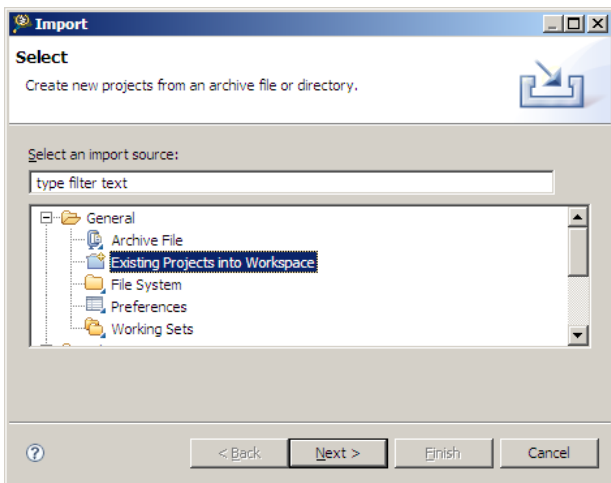 Import
Select
Create new projects from an archive file or directory.
Select an import source:
type filter text
General
Archive File
Existing Projects into Workspace
File System
Preferences
Working Sets
?
< Back
Next >
Finish
Cancel